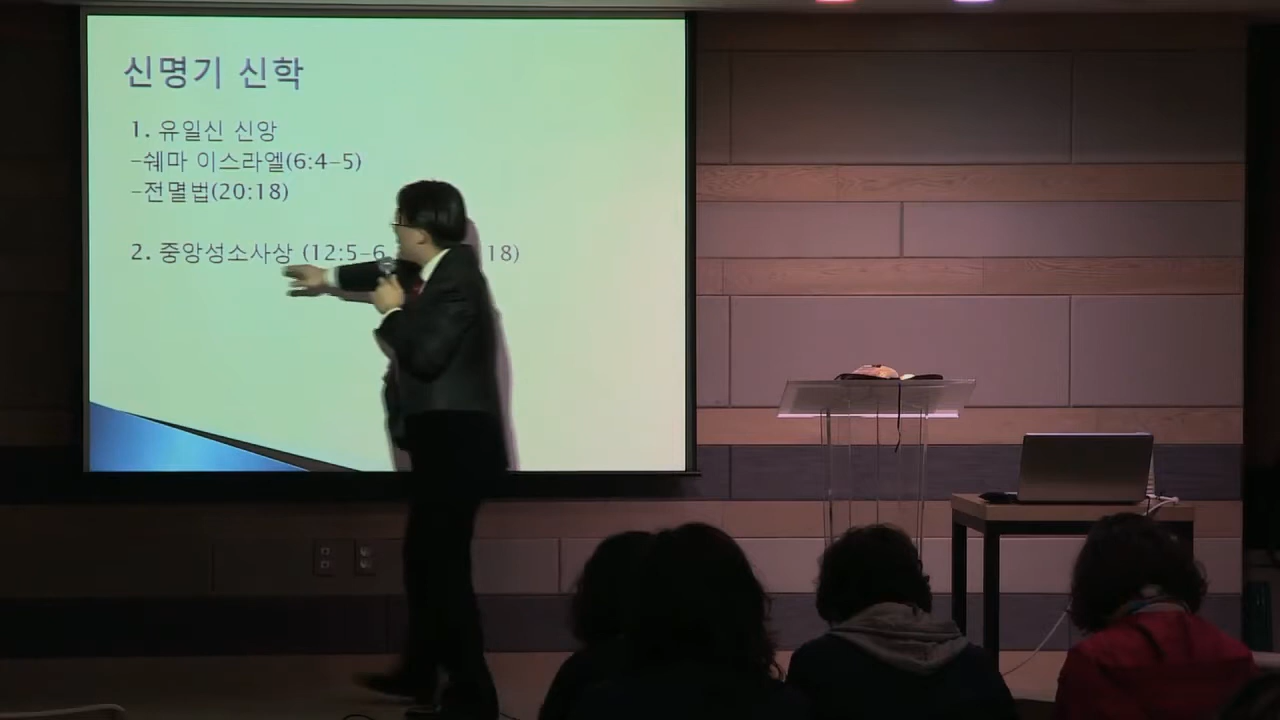 신명기 신학
1. 유일신 신앙
-쉐마 이스라엘(6:4-5)
-전멸법(20:18)
2. 중앙성소사상 (12:5-6 18)